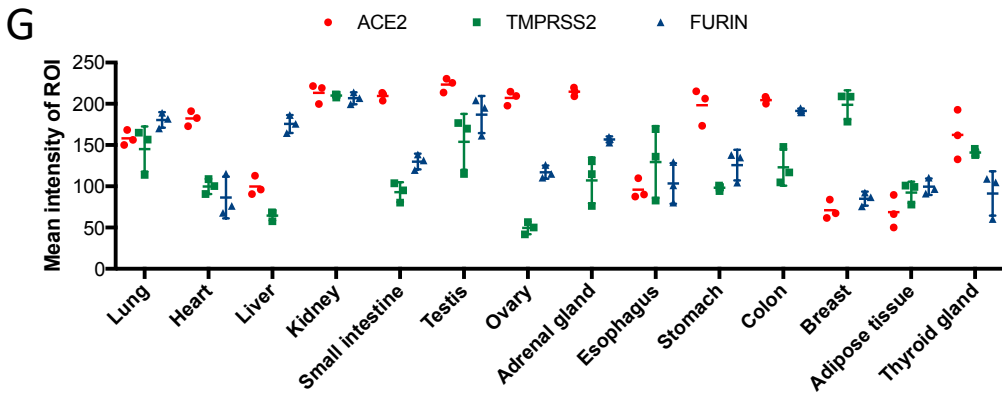 G
ACE2 TMPRSS2 FURIN
Mean intensity of ROI
250
200
150
100
50
0
Lung
Heart
Liver
Kidney
Small intestine
Testis
Ovary
Adrenal gland
Esophagus
Stomach
Colon
Breast
Adipose tissue
Thyroid gland